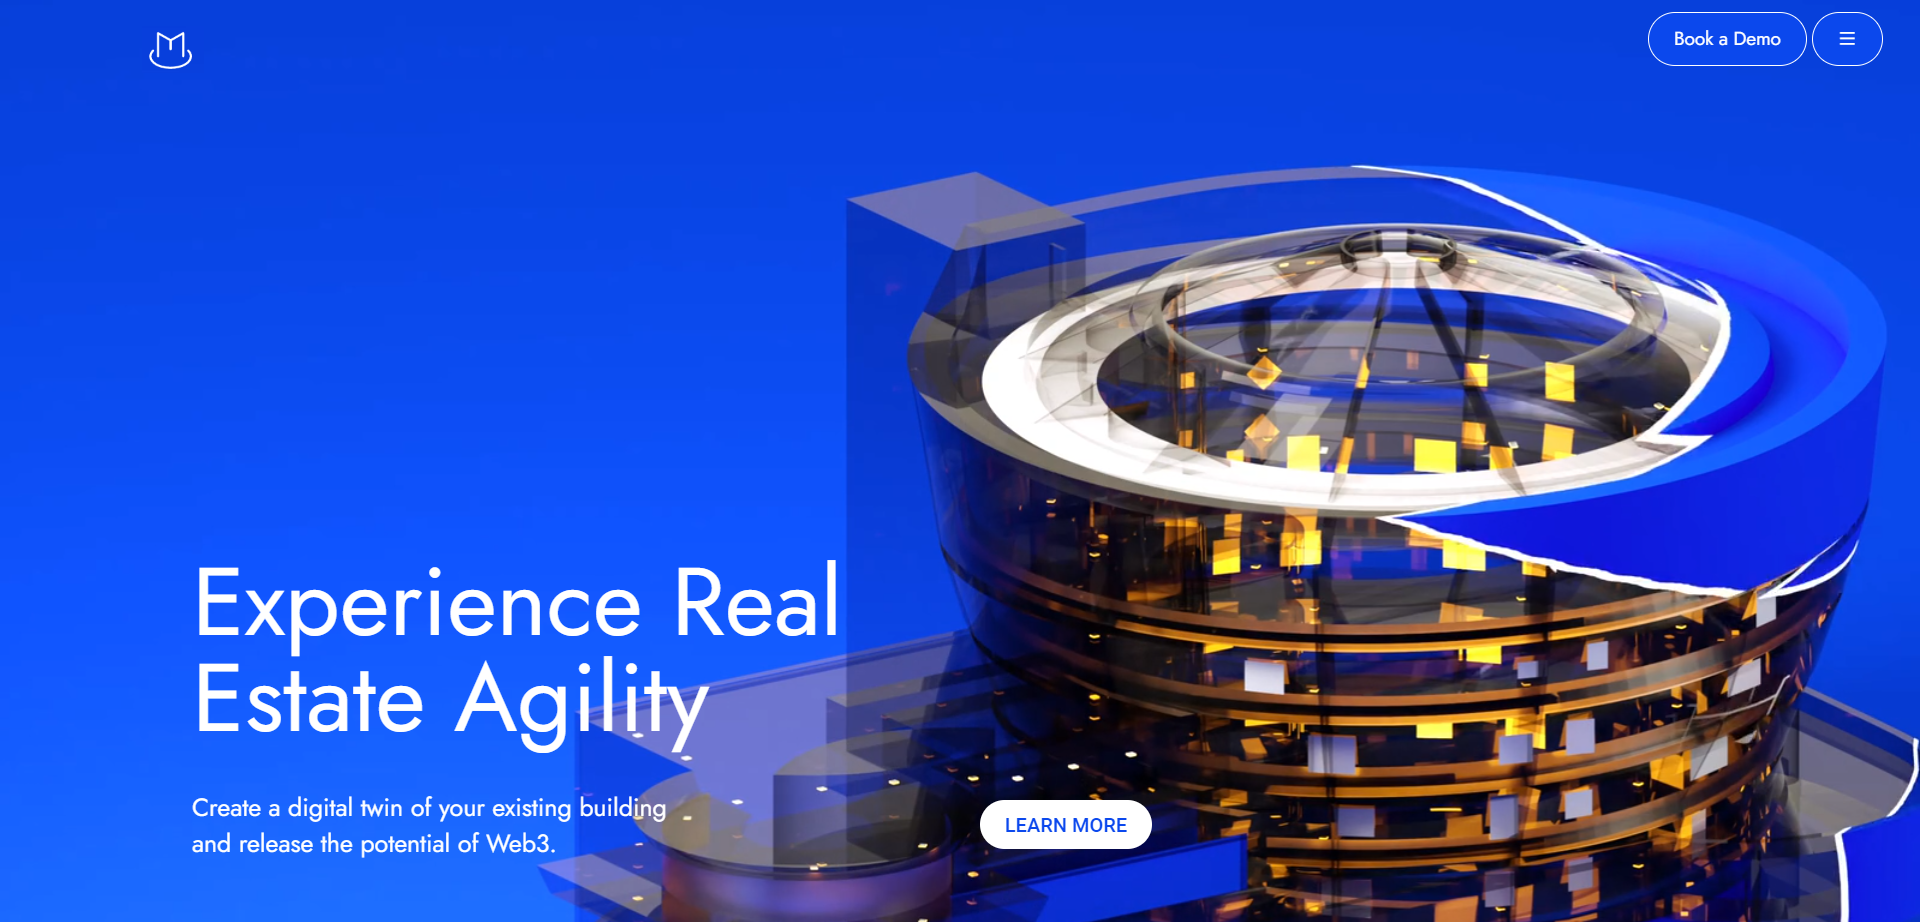 Book a Demo
Experience Real
Estate Agility
Create a digital twin of your existing building
and release the potential of Web3.
LEARN MORE